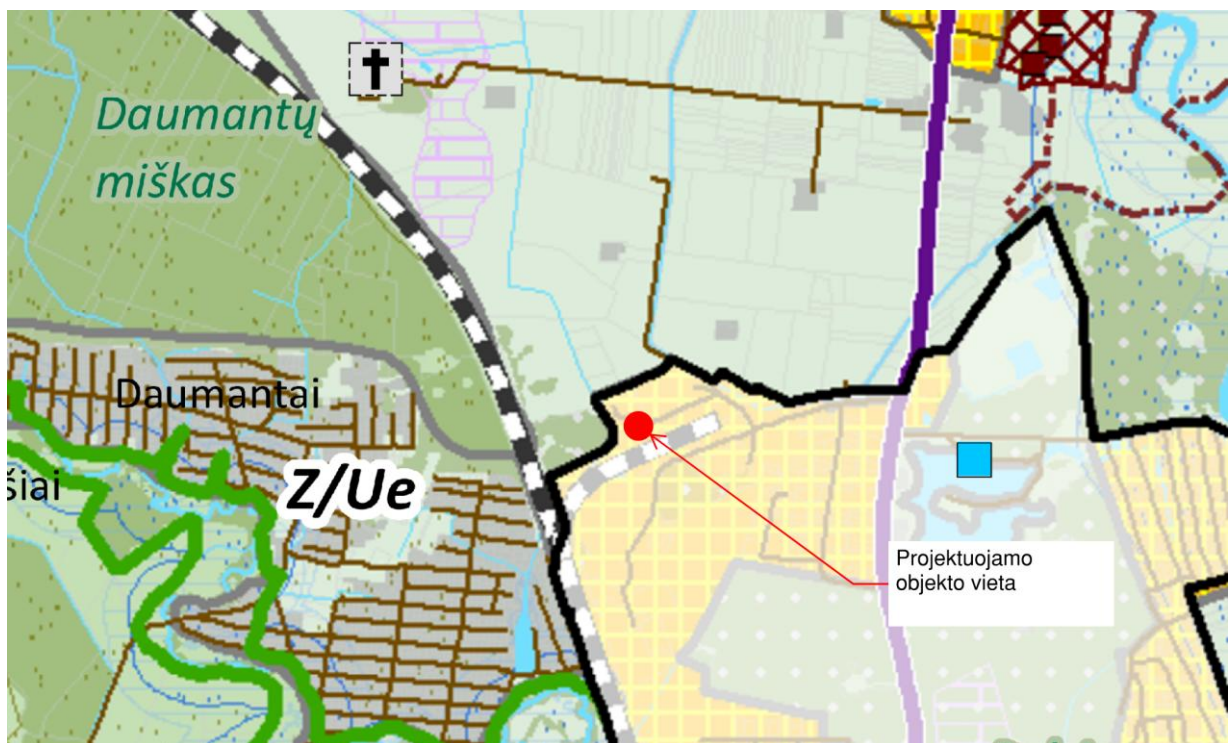 Daumantų
miškas
Daumantai
šiai
Z/Ue
Projektuojamo
objekto vieta